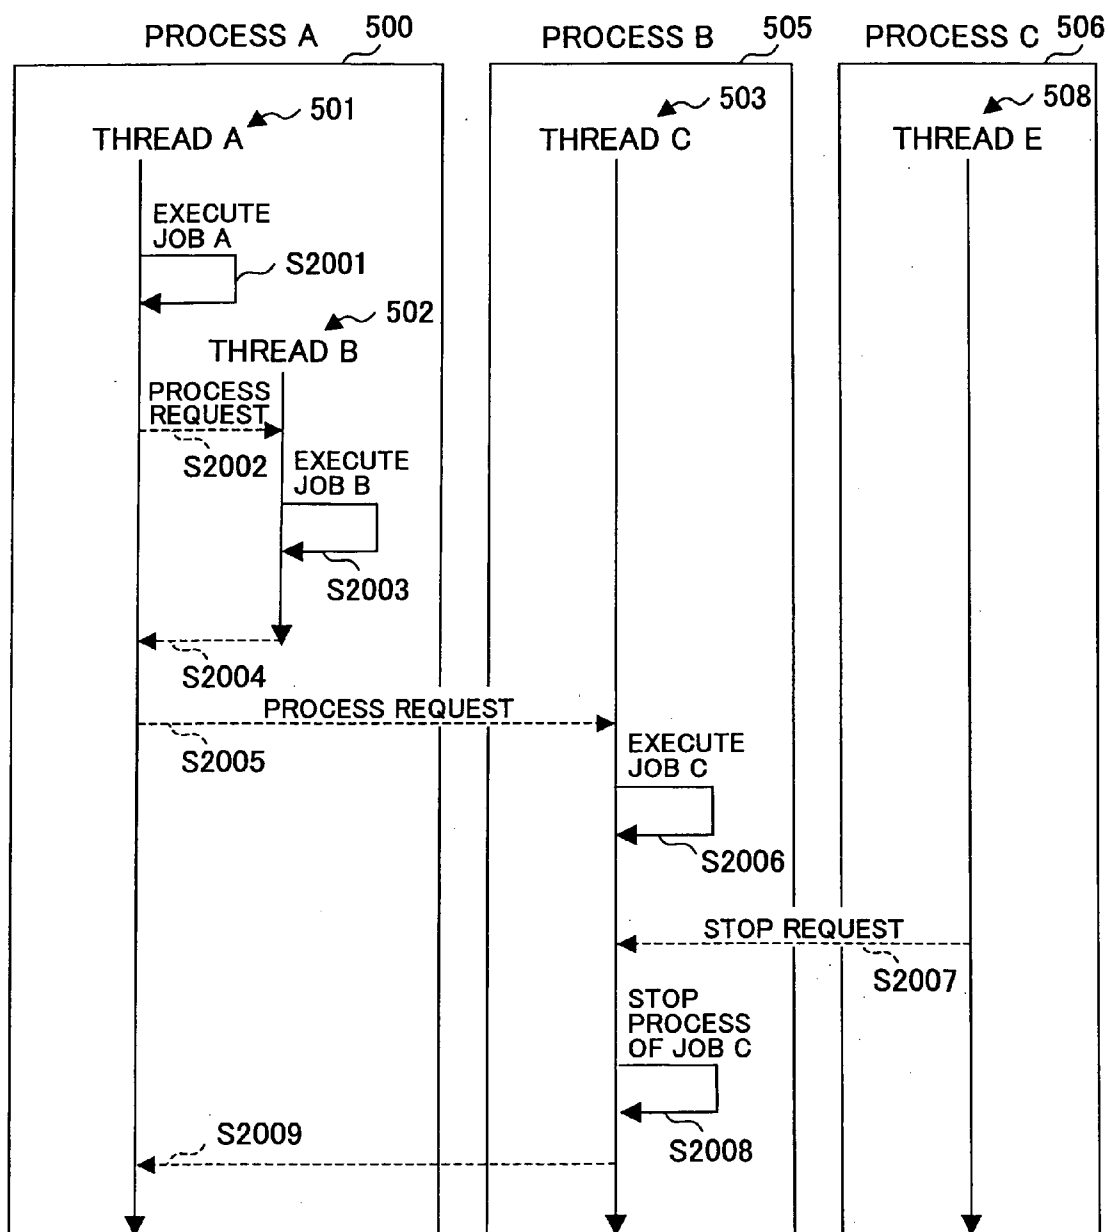 PROCESS A 500
PROCESS B 505
PROCESS C 506
THREAD A 501
THREAD C 503
THREAD E 508
EXECUTE
JOB A
S2001
502
THREAD B
PROCESS
REQUEST
S2002
EXECUTE
JOB B
S2003
S2004
PROCESS REQUEST
S2005
EXECUTE
JOB C
S2006
STOP REQUEST
S2007
STOP
PROCESS
OF JOB C
S2008
S2009